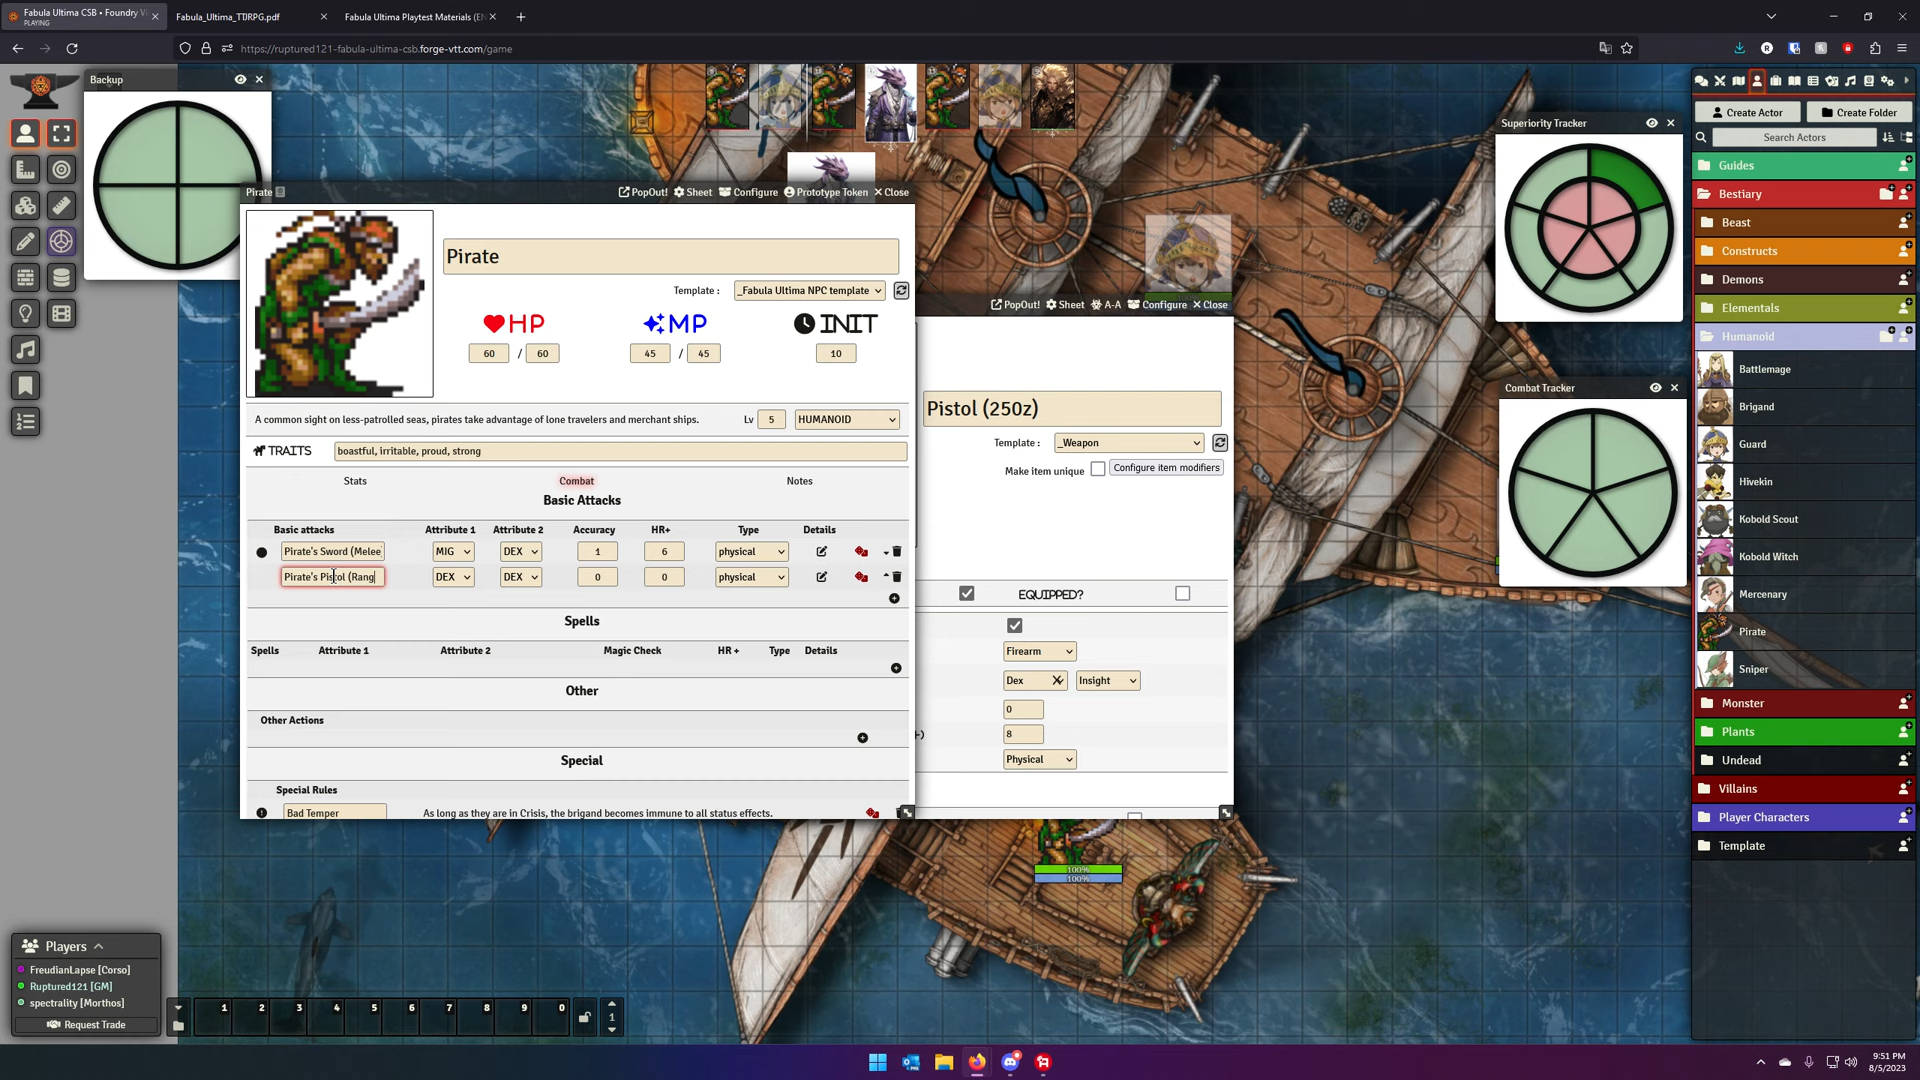 Fabula Ultima CSB • Foundry Vi
PLAYING
Fabula_Ultima_TTJRPG.pdf
Fabula Ultima Playtest Materials (EN
https://ruptured121-fabula-ultima-csb.forge-vtt.com/game
Backup
Pirate
PopOut!
Sheet
Configure
Prototype Token
Close
Pirate
Template :
_Fabula Ultima NPC template
HP
MP
INIT
60 / 60
45 / 45
10
A common sight on less-patrolled seas, pirates take advantage of lone travelers and merchant ships.
Lv 5 HUMANOID
TRAITS
boastful, irritable, proud, strong
Stats
Combat
Notes
Basic Attacks
Basic attacks Attribute 1 Attribute 2 Accuracy HR+ Type Details
Pirate's Sword (Melee MIG DEX 1 6 physical
Pirate's Pistol (Rang DEX DEX 0 0 physical
Spells
Spells Attribute 1 Attribute 2 Magic Check HR + Type Details
Other
Other Actions
Special
Special Rules
Bad Temper As long as they are in Crisis, the brigand becomes immune to all status effects.
PopOut! Sheet A-A Configure Close
Pistol (250z)
Template : _Weapon
Make item unique Configure item modifiers
EQUIPPED?
Firearm
Dex Insight
0
8
Physical
100%
100%
Superiority Tracker
Combat Tracker
Create Actor
Create Folder
Search Actors
Guides
Bestiary
Beast
Constructs
Demons
Elementals
Humanoid
Battlemage
Brigand
Guard
Hivekin
Kobold Scout
Kobold Witch
Mercenary
Pirate
Sniper
Monster
Plants
Undead
Villains
Player Characters
Template
Players
FreudianLapse [Corso]
Ruptured121 [GM]
spectrality [Morthos]
Request Trade
1 2 3 4 5 6 7 8 9 0
1
9:51 PM
8/5/2023